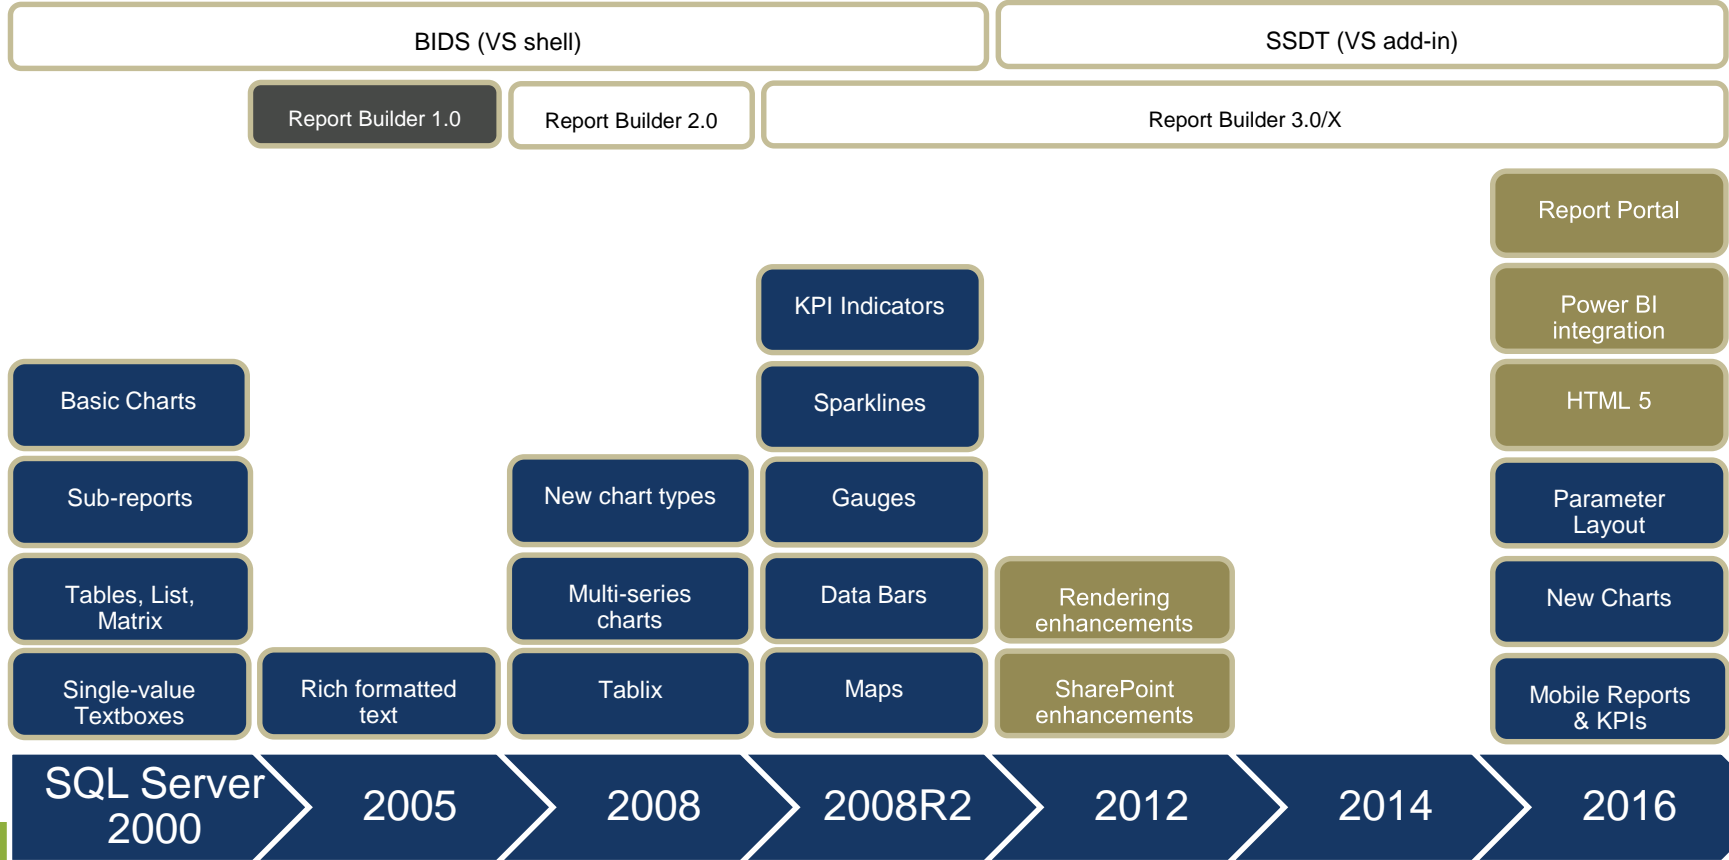 BIDS (VS shell)
SSDT (VS add-in)
Report Builder 1.0
Report Builder 2.0
Report Builder 3.0/X
Report Portal
KPI Indicators
Power BI
integration
Basic Charts
Sparklines
HTML 5
Sub-reports
New chart types
Gauges
Parameter
Layout
Tables, List,
Matrix
Multi-series
charts
Data Bars
Rendering
enhancements
New Charts
Single-value
Textboxes
Rich formatted
text
Tablix
Maps
SharePoint
enhancements
Mobile Reports
& KPIs
SQL Server
2000
2005
2008
2008R2
2012
2014
2016